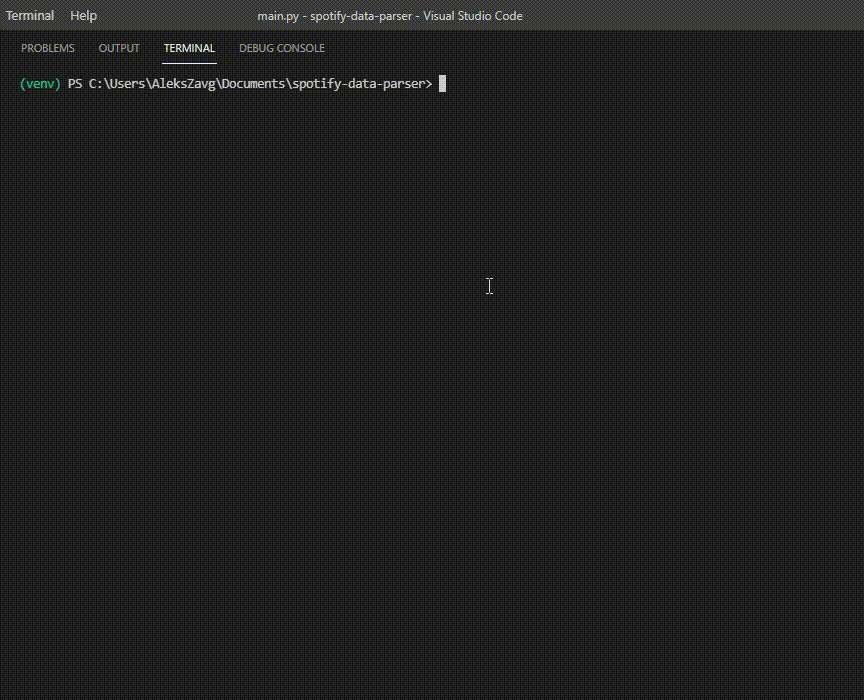 Terminal Help main.py - spotify-data-parser - Visual Studio Code
PROBLEMS OUTPUT TERMINAL DEBUG CONSOLE
(venv) PS C:\Users\AleksZavg\Documents\spotify-data-parser>